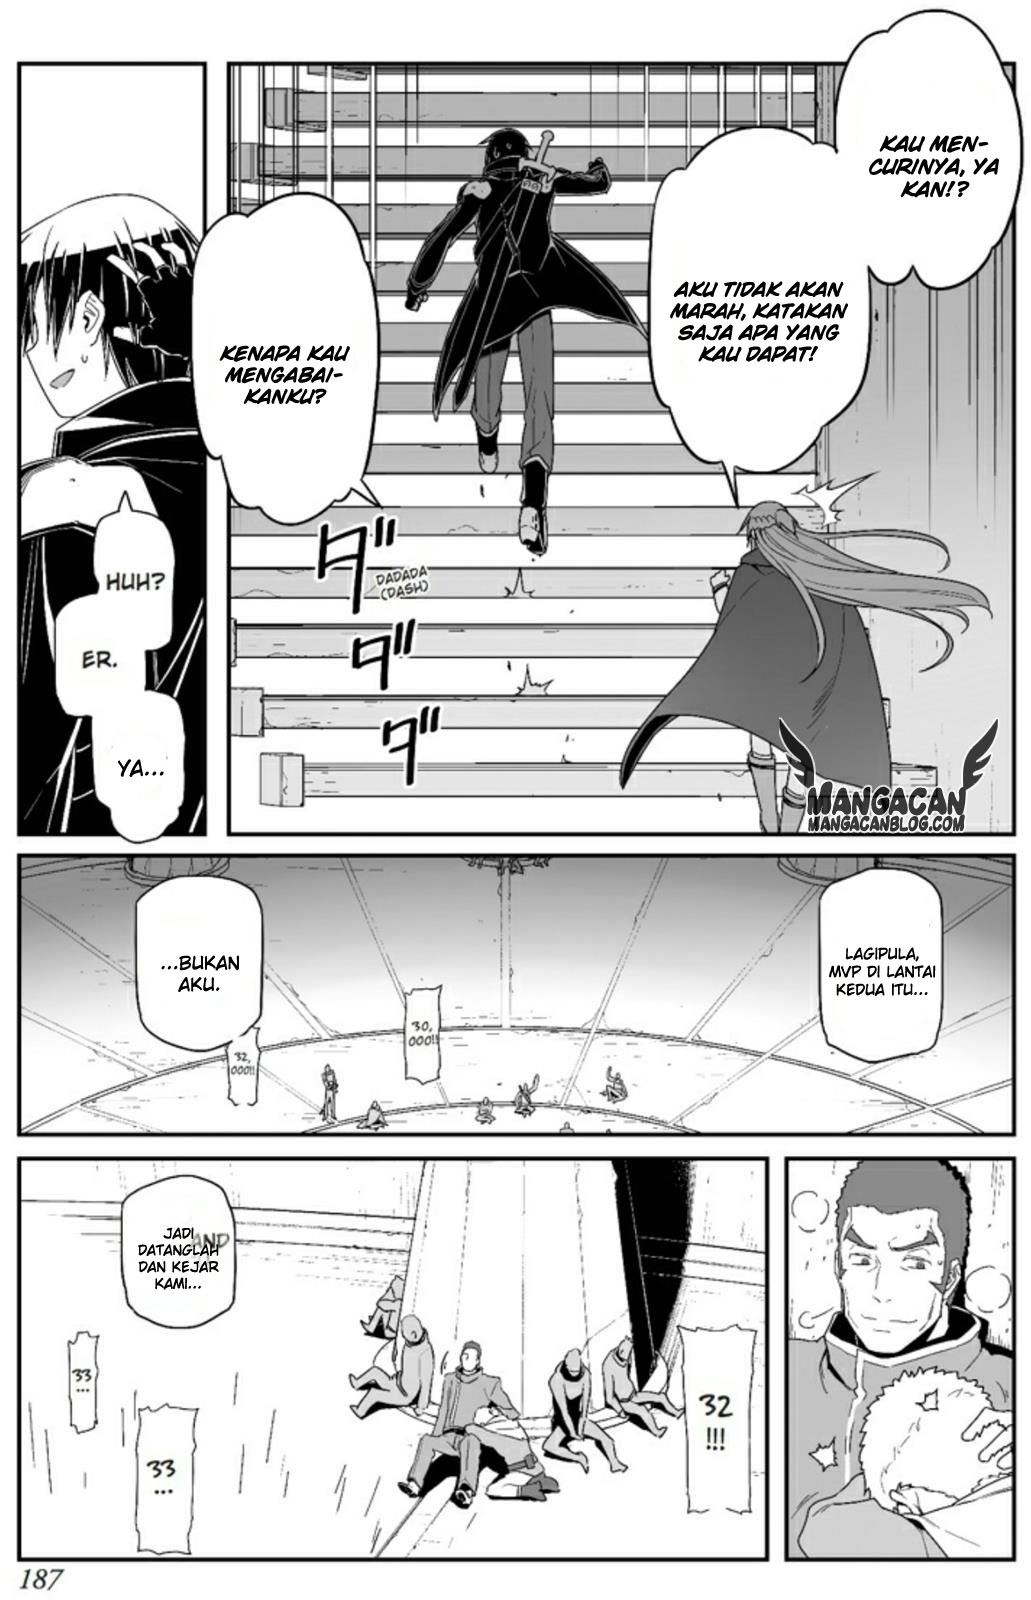 KAU MEN-
CURINYA, YA
KAN!?
AKU TIDAK AKAN
MARAH, KATAKAN
SAJA APA YANG
KAU DAPAT!
KENAPA KAU
MENGABAI-
KANKU?
ダ
ダ
ダ
DADADA
(DASH)
HUH?
ER.
YA...
MANGACAN
MANGACANBLOG.COM
LAGIPULA,
MVP DI LANTAI
KEDUA ITU...
30,
000!!
32,
000!!
...BUKAN
AKU.
JADI
AND
DATANGLAH
DAN KEJAR
KAMI...
32
!!!
33
...
33
...
187